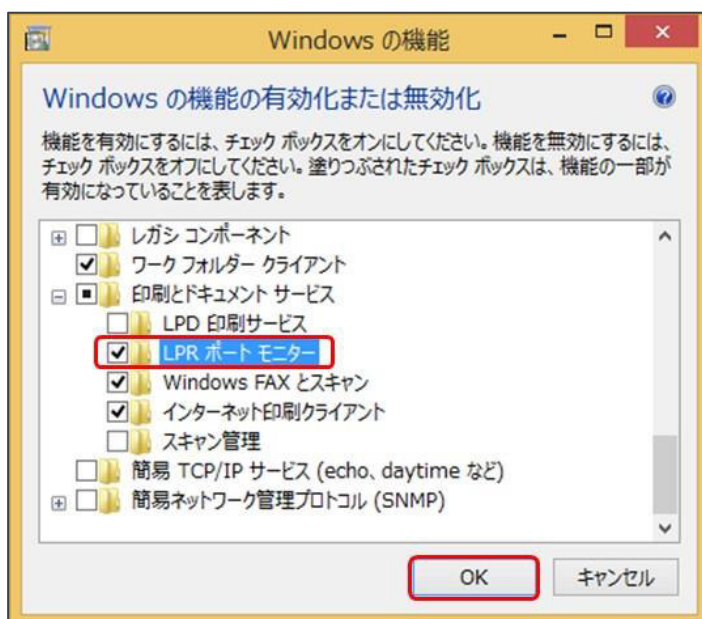 Windows の機能
Windows の機能の有効化または無効化
機能を有効にするには、チェック ボックスをオンにしてください。機能を無効にするには、
チェック ボックスをオフにしてください。塗りつぶされたチェック ボックスは、機能の一部が
有効になっていることを表します。
レガシ コンポーネント
ワーク フォルダー クライアント
印刷とドキュメント サービス
LPD 印刷サービス
LPR ポート モニター
Windows FAX とスキャン
インターネット印刷クライアント
スキャン管理
簡易 TCP/IP サービス (echo、daytime など)
簡易ネットワーク管理プロトコル (SNMP)
OK
キャンセル